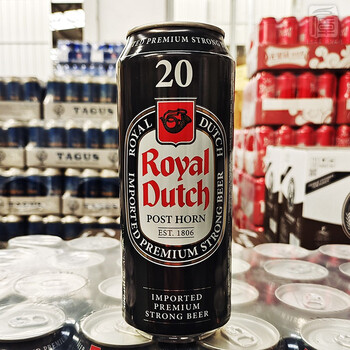 IMPORTED PREMIUM STRONG BEER
20
ROYAL DUTCH
Royal
Dutch
POST HORN
EST. 1806
IMPORTED PREMIUM STRONG BEER
IMPORTED
PREMIUM
STRONG BEER
TAGUS
TAGUS